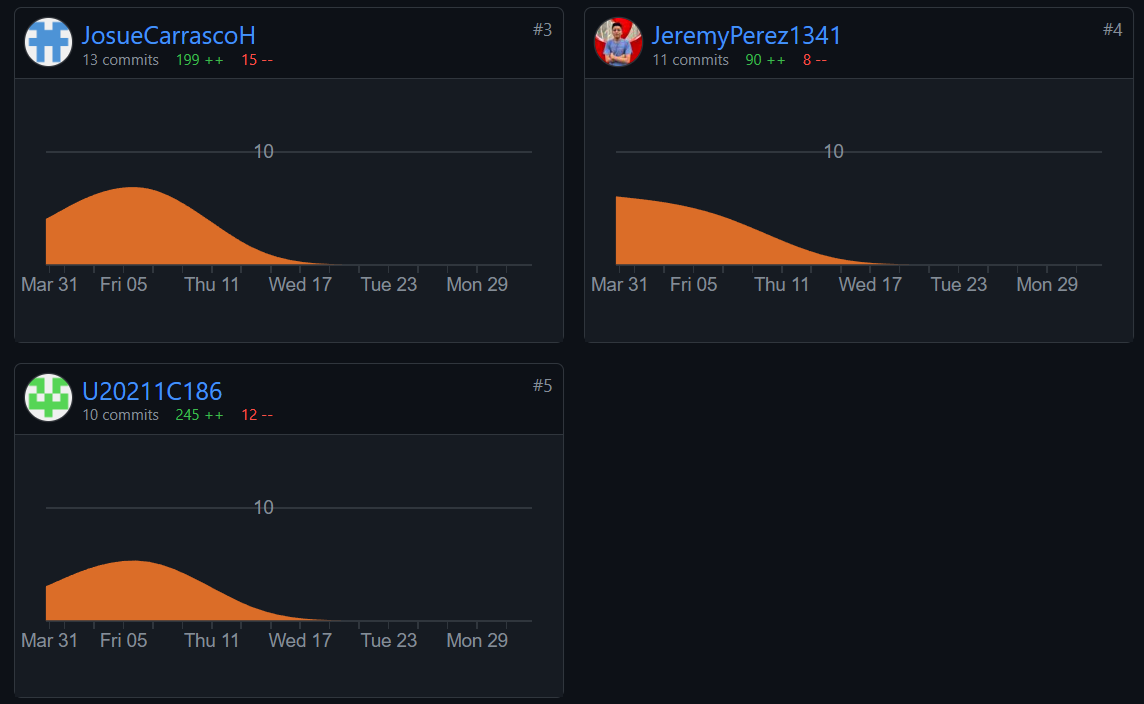 JosueCarrascoH
#3
13 commits 199 ++ 15 --
10
Mar 31 Fri 05 Thu 11 Wed 17 Tue 23 Mon 29
JeremyPerez1341
#4
11 commits 90 ++ 8 --
10
Mar 31 Fri 05 Thu 11 Wed 17 Tue 23 Mon 29
U20211C186
#5
10 commits 245 ++ 12 --
10
Mar 31 Fri 05 Thu 11 Wed 17 Tue 23 Mon 29